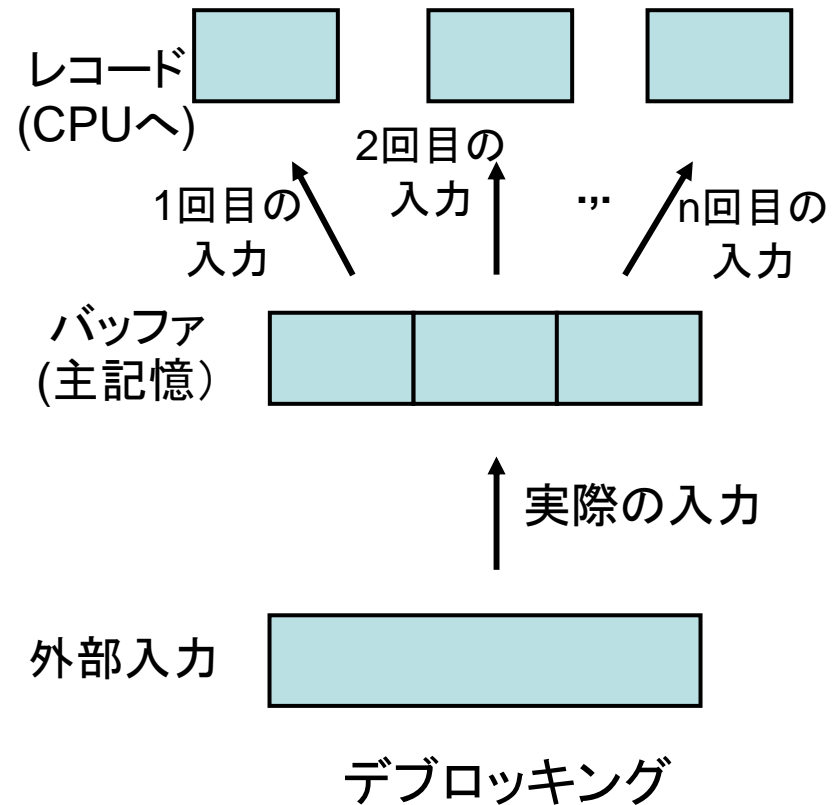 レコード
(CPUへ)
1回目の
入力
2回目の
入力
...
n回目の
入力
バッファ
(主記憶）
実際の入力
外部入力
デブロッキング